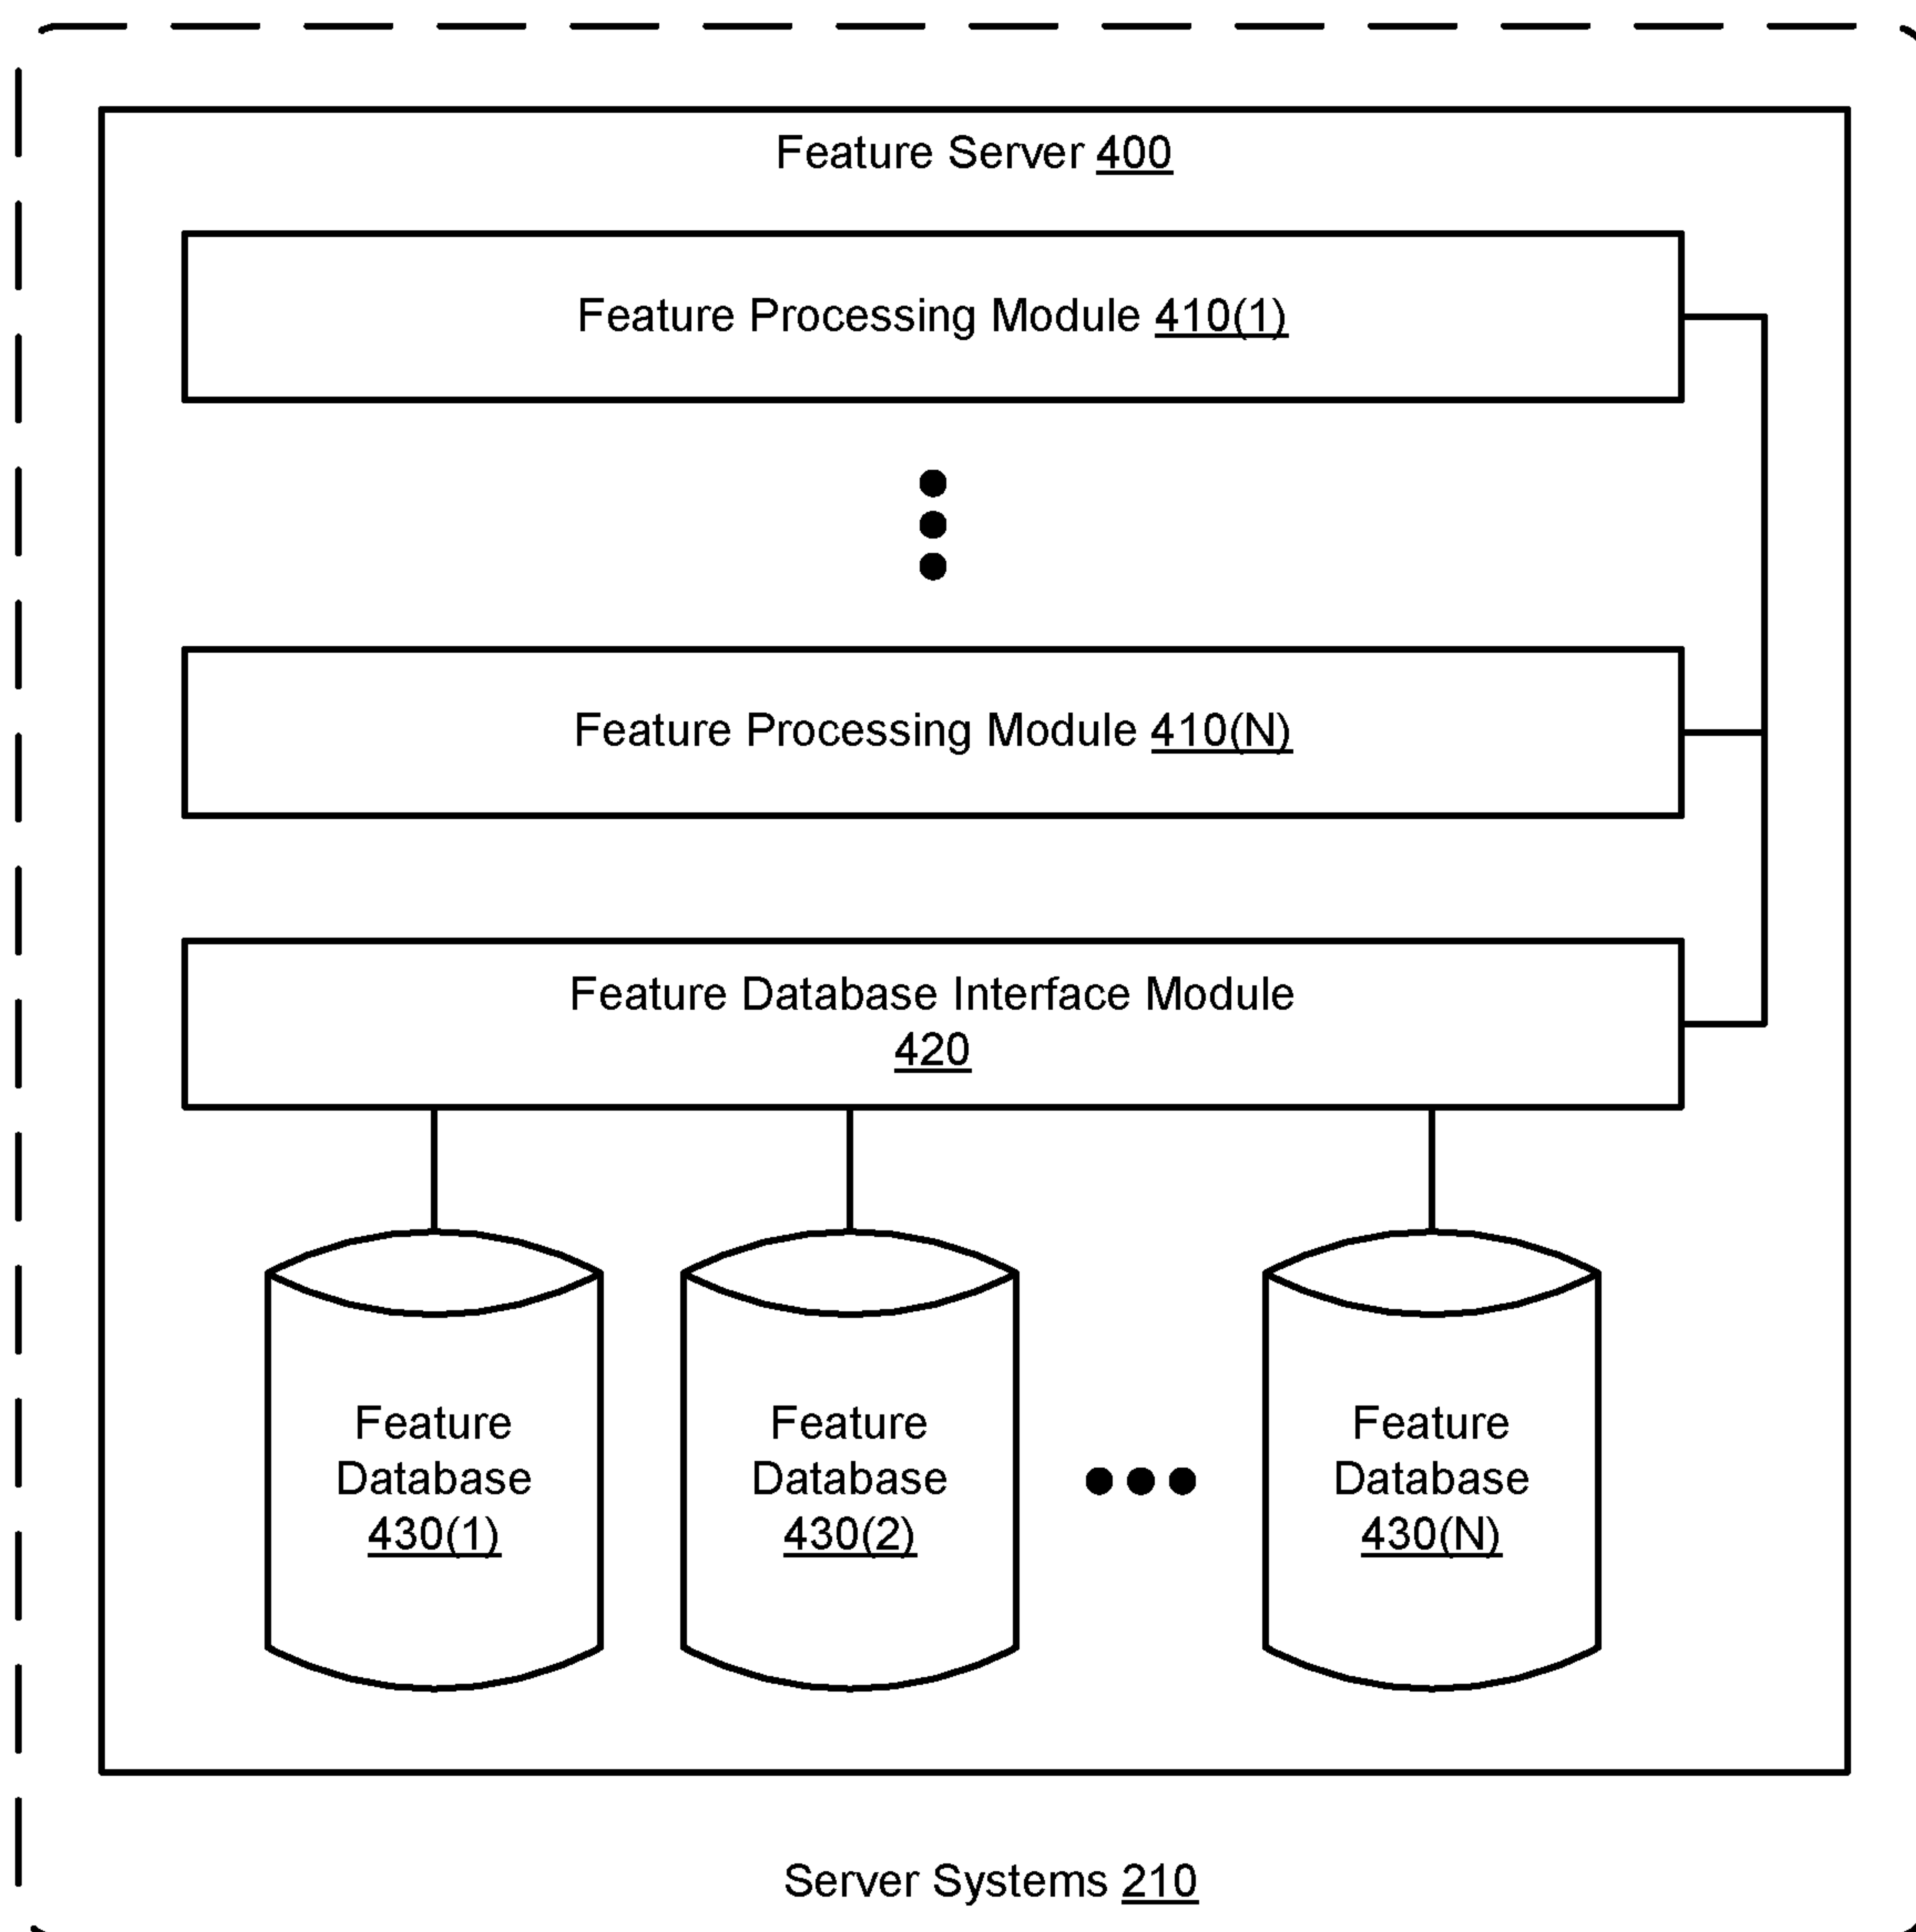 Feature Server 400
Feature Processing Module 410(1)
Feature Processing Module 410(N)
Feature Database Interface Module
420
Feature
Database
430(1)
Feature
Database
430(2)
Feature
Database
430(N)
Server Systems 210